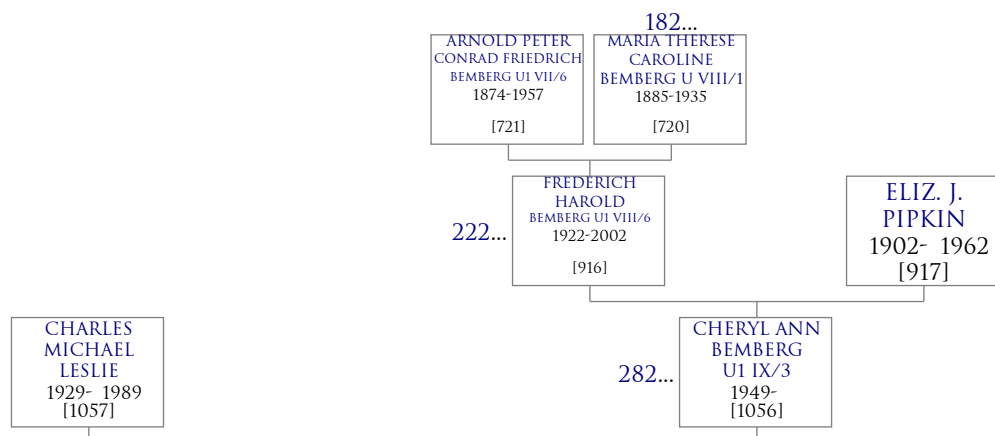 182...
ARNOLD PETER
CONRAD FRIEDRICH
BEMBERG U1 VII/6
1874-1957
[721]
MARIA THERESE
CAROLINE
BEMBERG U VIII/1
1885-1935
[720]
222...
FREDERICH
HAROLD
BEMBERG U1 VIII/6
1922-2002
[916]
ELIZ. J.
PIPKIN
1902- 1962
[917]
CHARLES
MICHAEL
LESLIE
1929- 1989
[1057]
282...
CHERYL ANN
BEMBERG
U1 IX/3
1949-
[1056]